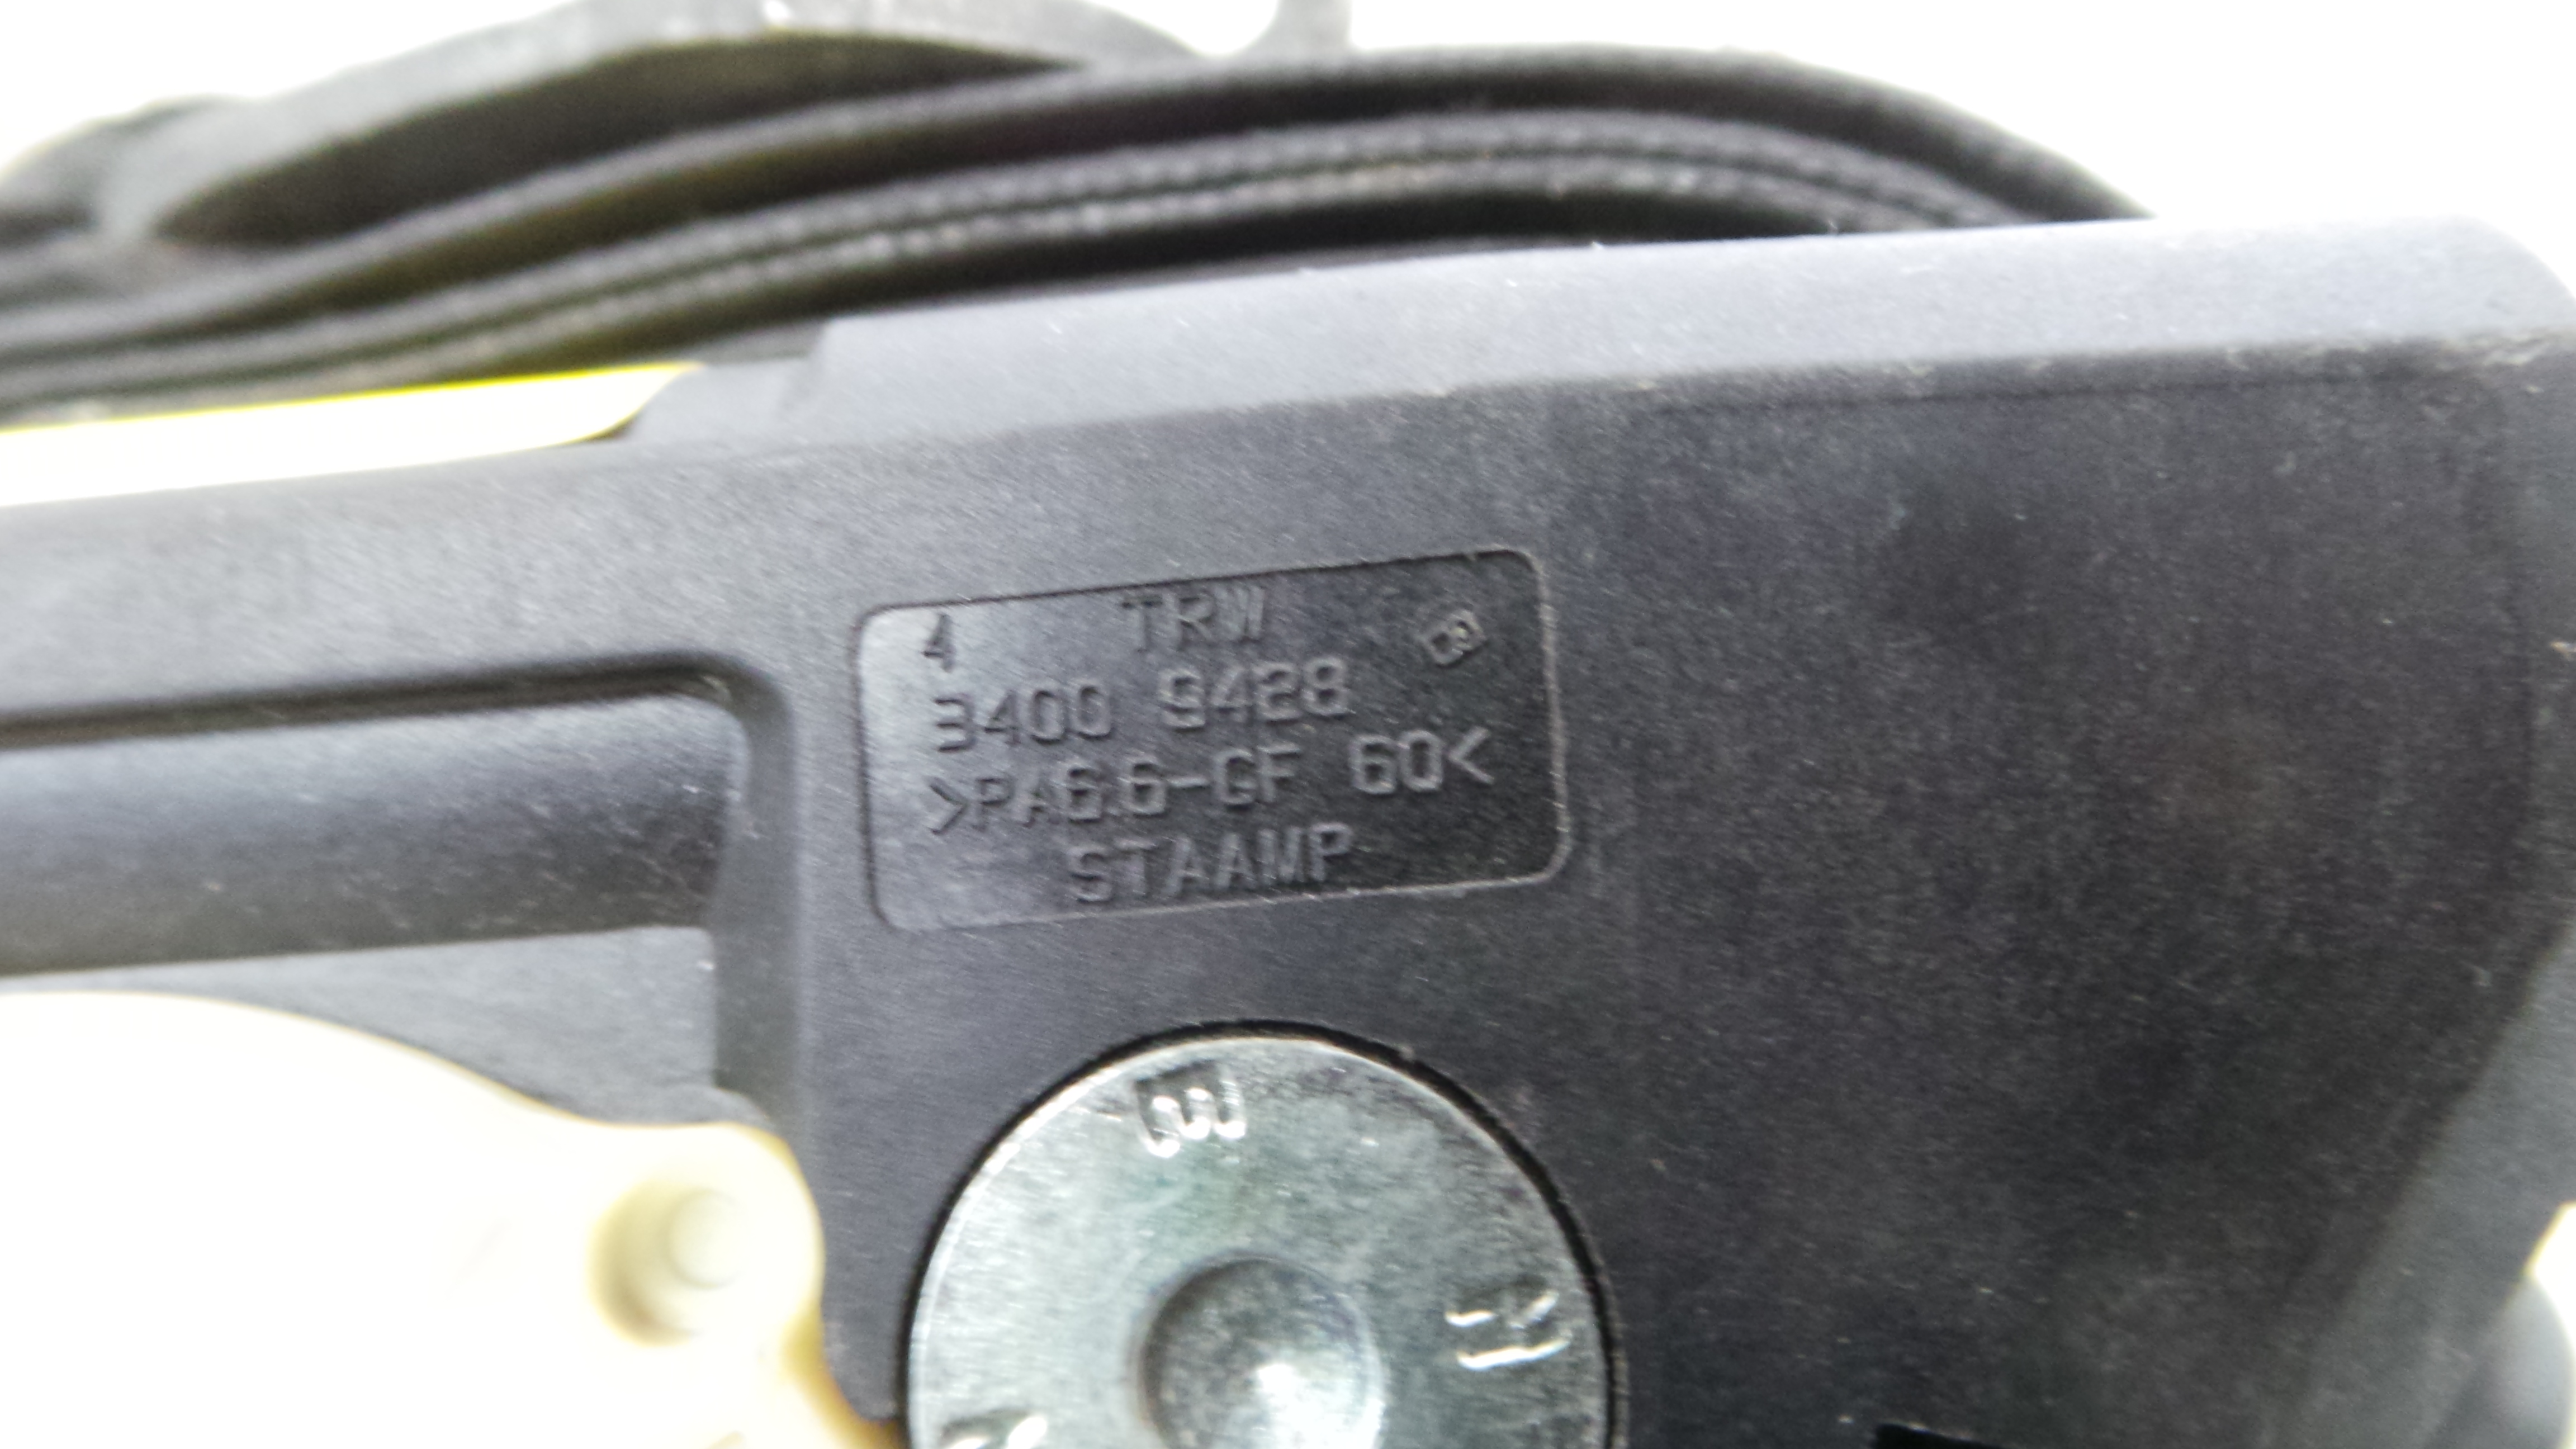 4 TRW
3400 9428
>PA6.6-GF 60<
STAAMP